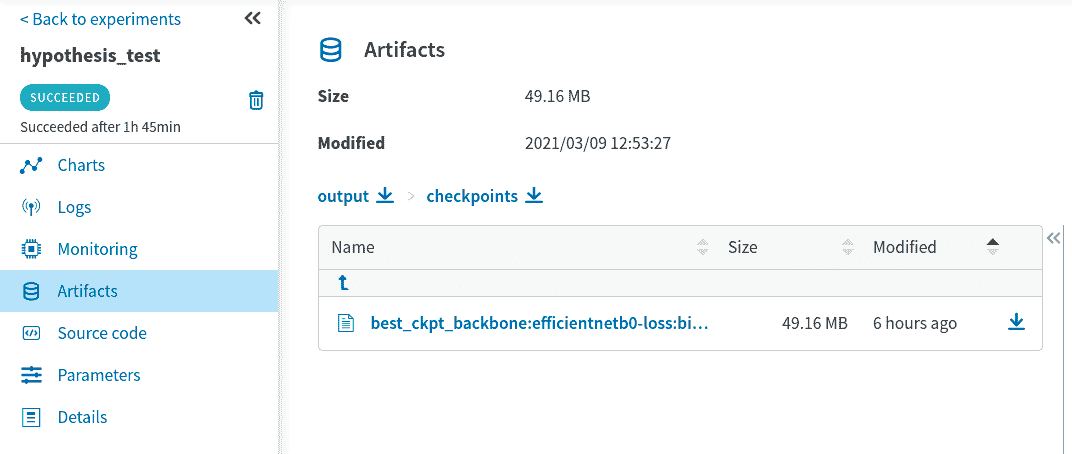 < Back to experiments
hypothesis_test
SUCCEEDED
Succeeded after 1h 45min
Charts
Logs
Monitoring
Artifacts
Source code
Parameters
Details
Artifacts
Size 49.16 MB
Modified 2021/03/09 12:53:27
output > checkpoints
Name Size Modified
best_ckpt_backbone:efficientnetb0-loss:bi... 49.16 MB 6 hours ago